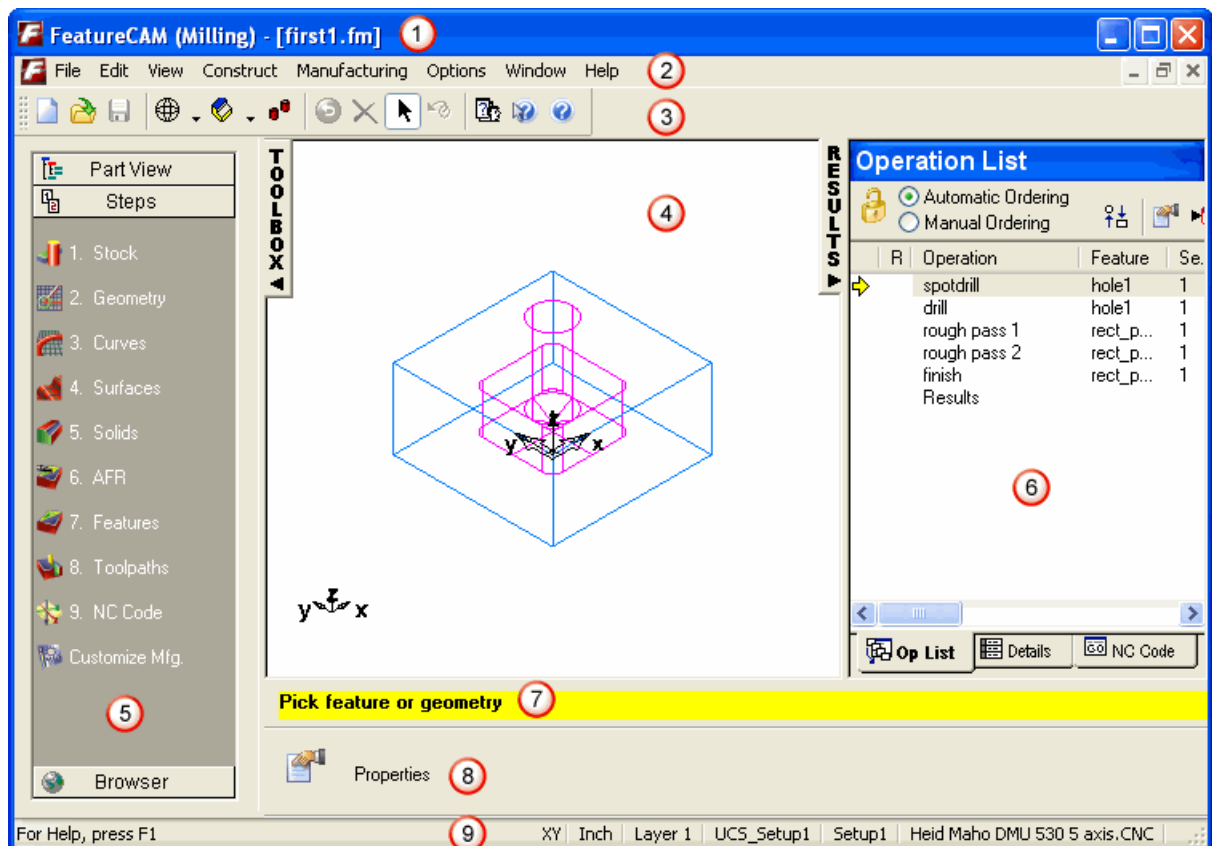 FeatureCAM (Milling) - [first1.fm] 1
File Edit View Construct Manufacturing Options Window Help 2
3
Part View
Steps
1. Stock
2. Geometry
3. Curves
4. Surfaces
5. Solids
6. AFR
7. Features
8. Toolpaths
9. NC Code
Customize Mfg.
5
Browser
TOOLBOX
4
z
y x
z
y x
RESULTS
Operation List
Automatic Ordering
Manual Ordering
R Operation Feature Se.
spotdrill hole1 1
drill hole1 1
rough pass 1 rect_p... 1
rough pass 2 rect_p... 1
finish rect_p... 1
Results
6
Op List Details GO NC Code
Pick feature or geometry 7
Properties 8
For Help, press F1 9 XY Inch Layer 1 UCS_Setup1 Setup1 Heid Maho DMU 530 5 axis.CNC